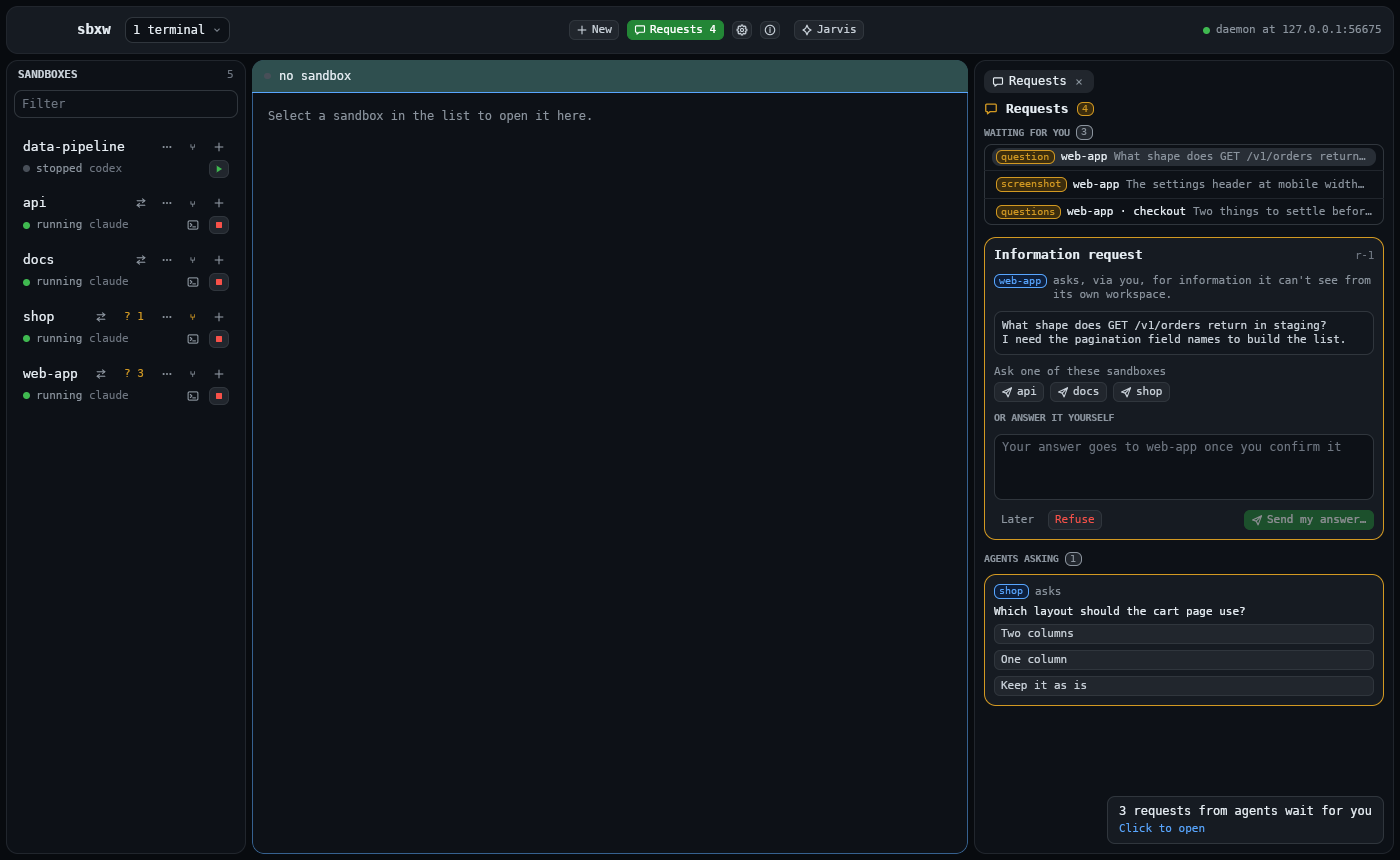 sbxw
1 terminal
New
Requests 4
Jarvis
daemon at 127.0.0.1:56675
SANDBOXES 5
Filter
data-pipeline
stopped codex
api
running claude
docs
running claude
shop ? 1
running claude
web-app ? 3
running claude
no sandbox
Select a sandbox in the list to open it here.
Requests ×
Requests 4
WAITING FOR YOU 3
question web-app What shape does GET /v1/orders return…
screenshot web-app The settings header at mobile width…
questions web-app · checkout Two things to settle befor…
Information request r-1
web-app asks, via you, for information it can't see from
its own workspace.
What shape does GET /v1/orders return in staging?
I need the pagination field names to build the list.
Ask one of these sandboxes
api docs shop
OR ANSWER IT YOURSELF
Your answer goes to web-app once you confirm it
Later Refuse Send my answer…
AGENTS ASKING 1
shop asks
Which layout should the cart page use?
Two columns
One column
Keep it as is
3 requests from agents wait for you
Click to open